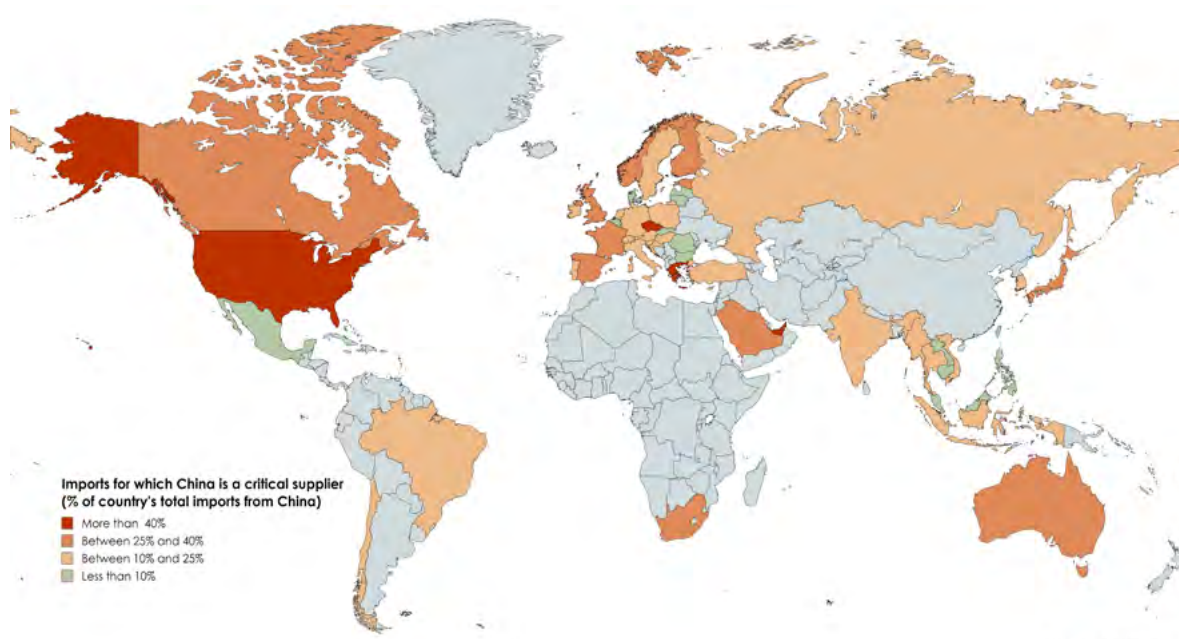 Imports for which China is a critical supplier
(% of country's total imports from China)
More than 40%
Between 25% and 40%
Between 10% and 25%
Less than 10%